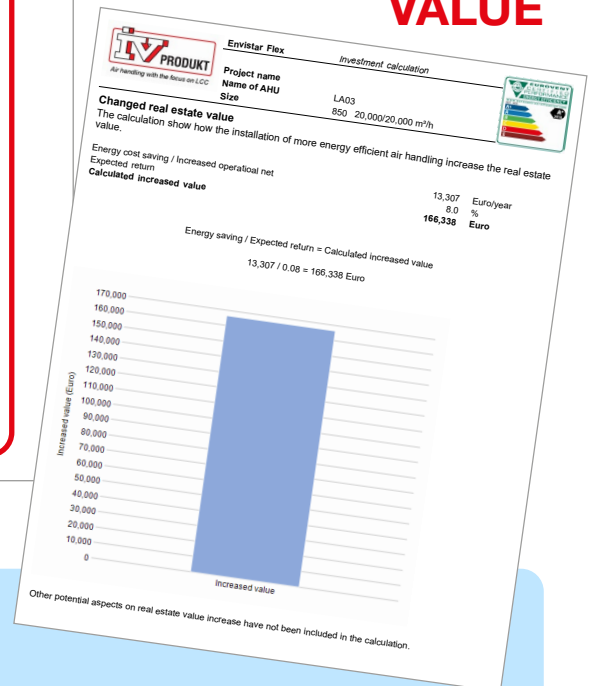 VALUE
IV PRODUKT
Air handling with the focus on LCC
Envistar Flex
Investment calculation
Project name
Name of AHU LA03
Size 850 20,000/20,000 m³/h
EUROVENT
ENERGY EFFICIENCY
Changed real estate value
The calculation show how the installation of more energy efficient air handling increase the real estate
value.
Energy cost saving / Increased operatioal net 13,307 Euro/year
Expected return 8.0 %
Calculated increased value 166,338 Euro
Energy saving / Expected return = Calculated increased value
13,307 / 0.08 = 166,338 Euro
Increased value (Euro)
170,000
160,000
150,000
140,000
130,000
120,000
110,000
100,000
90,000
80,000
70,000
60,000
50,000
40,000
30,000
20,000
10,000
0
Increased value
Other potential aspects on real estate value increase have not been included in the calculation.